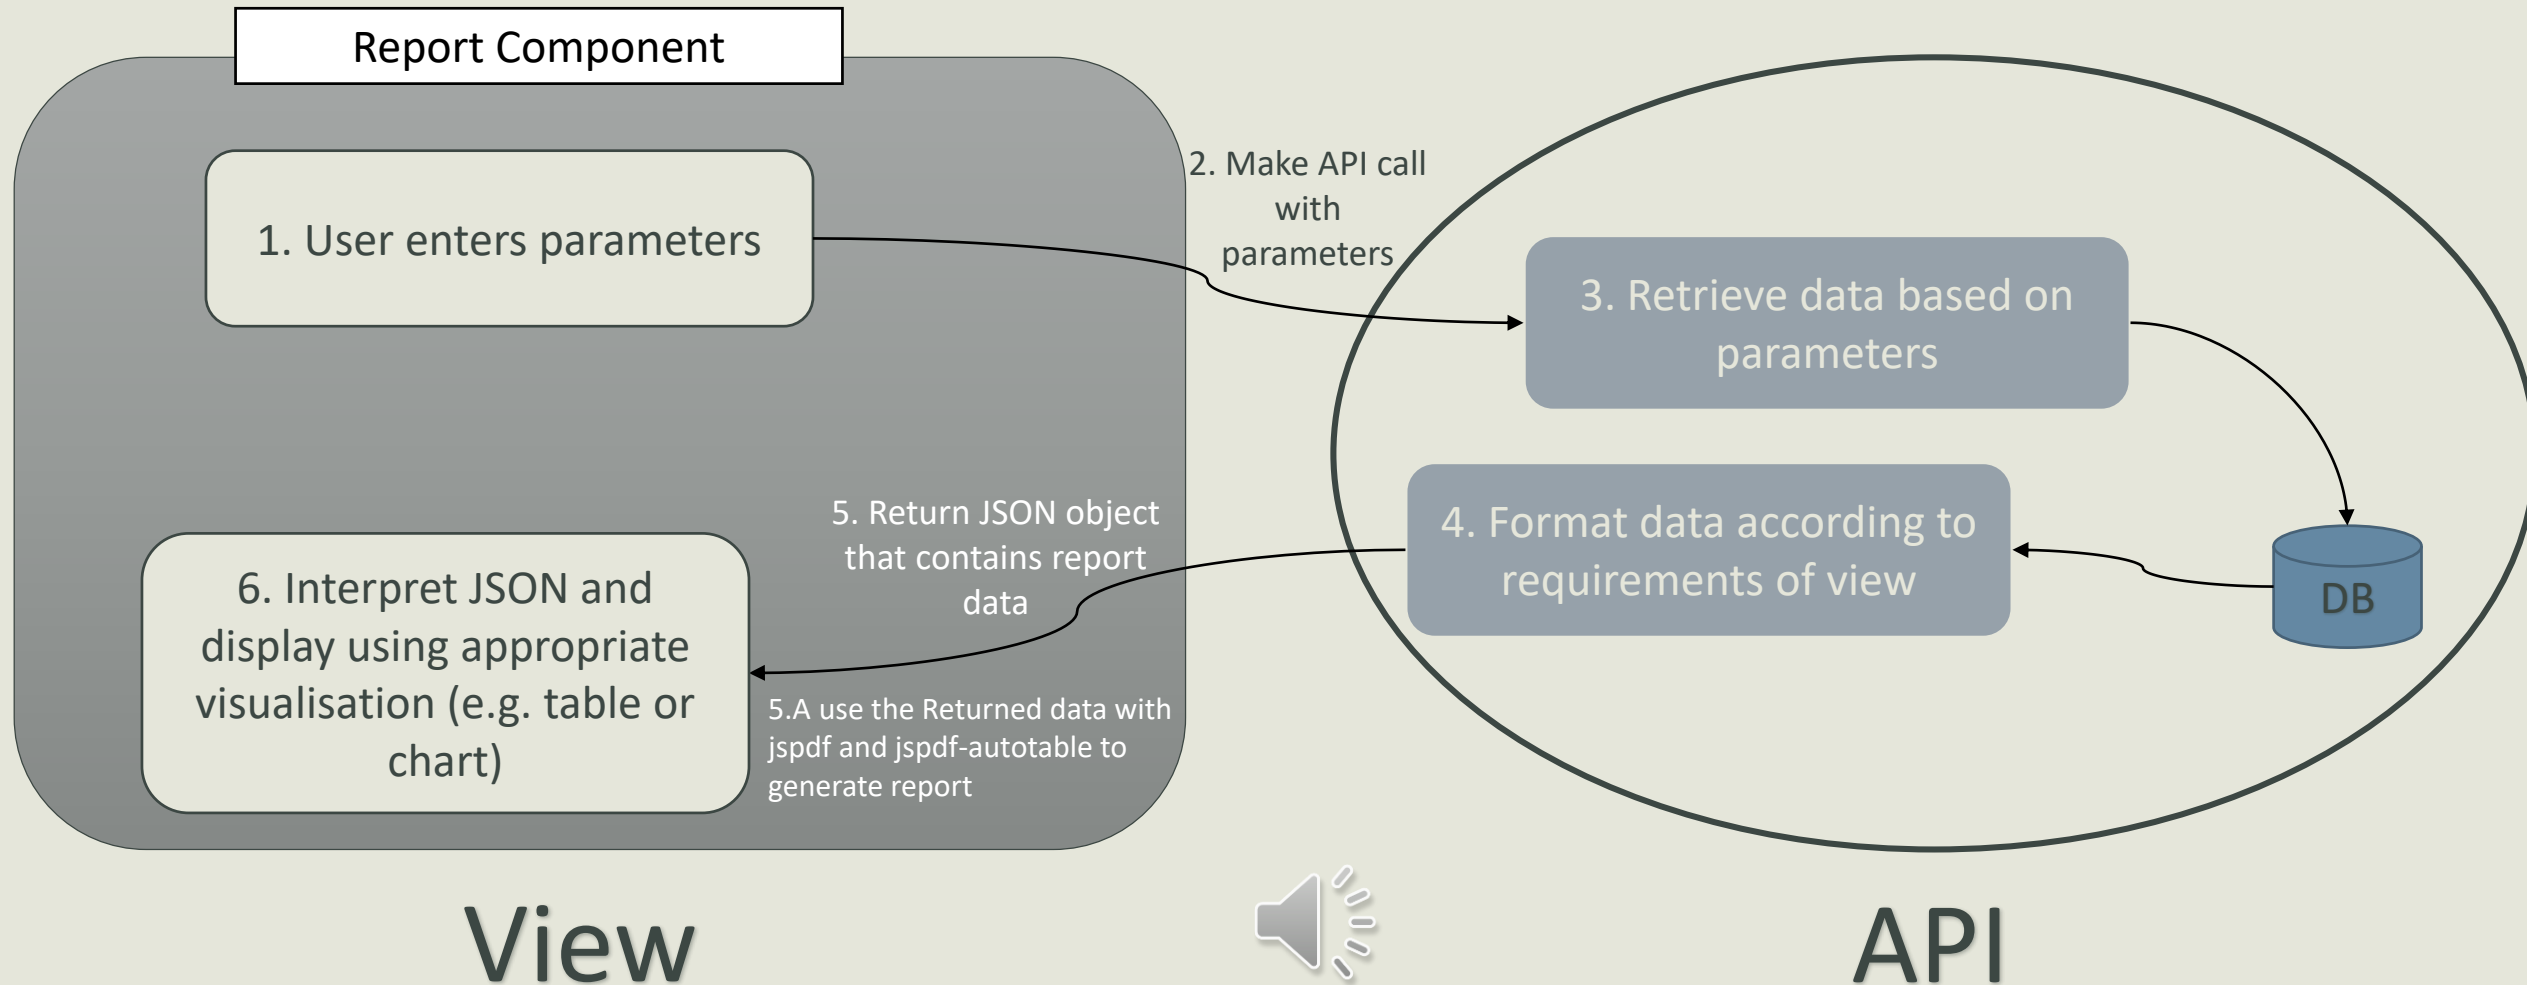 Report Component
1. User enters parameters
2. Make API call
with
parameters
3. Retrieve data based on
parameters
4. Format data according to
requirements of view
DB
5. Return JSON object
that contains report
data
5.A use the Returned data with
jspdf and jspdf-autotable to
generate report
6. Interpret JSON and
display using appropriate
visualisation (e.g. table or
chart)
View
API